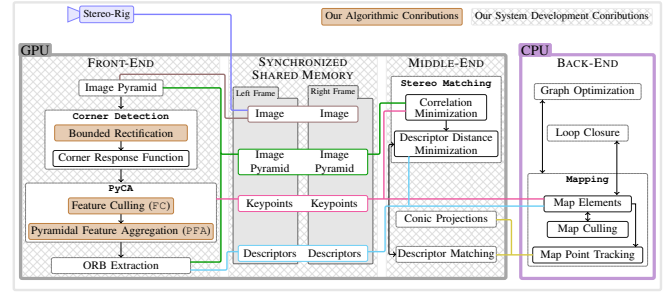 Stereo-Rig
Our Algorithmic Conributions
Our System Development Conributions
GPU
CPU
FRONT-END
SYNCHRONIZED
SHARED MEMORY
MIDDLE-END
BACK-END
Image Pyramid
Corner Detection
Bounded Rectification
Corner Response Function
PyCA
Feature Culling (FC)
Pyramidal Feature Aggregation (PFA)
ORB Extraction
Left Frame
Right Frame
Image
Image
Image
Pyramid
Image
Pyramid
Keypoints
Keypoints
Descriptors
Descriptors
Stereo Matching
Correlation
Minimization
Descriptor Distance
Minimization
Conic Projections
Descriptor Matching
Graph Optimization
Loop Closure
Mapping
Map Elements
Map Culling
Map Point Tracking